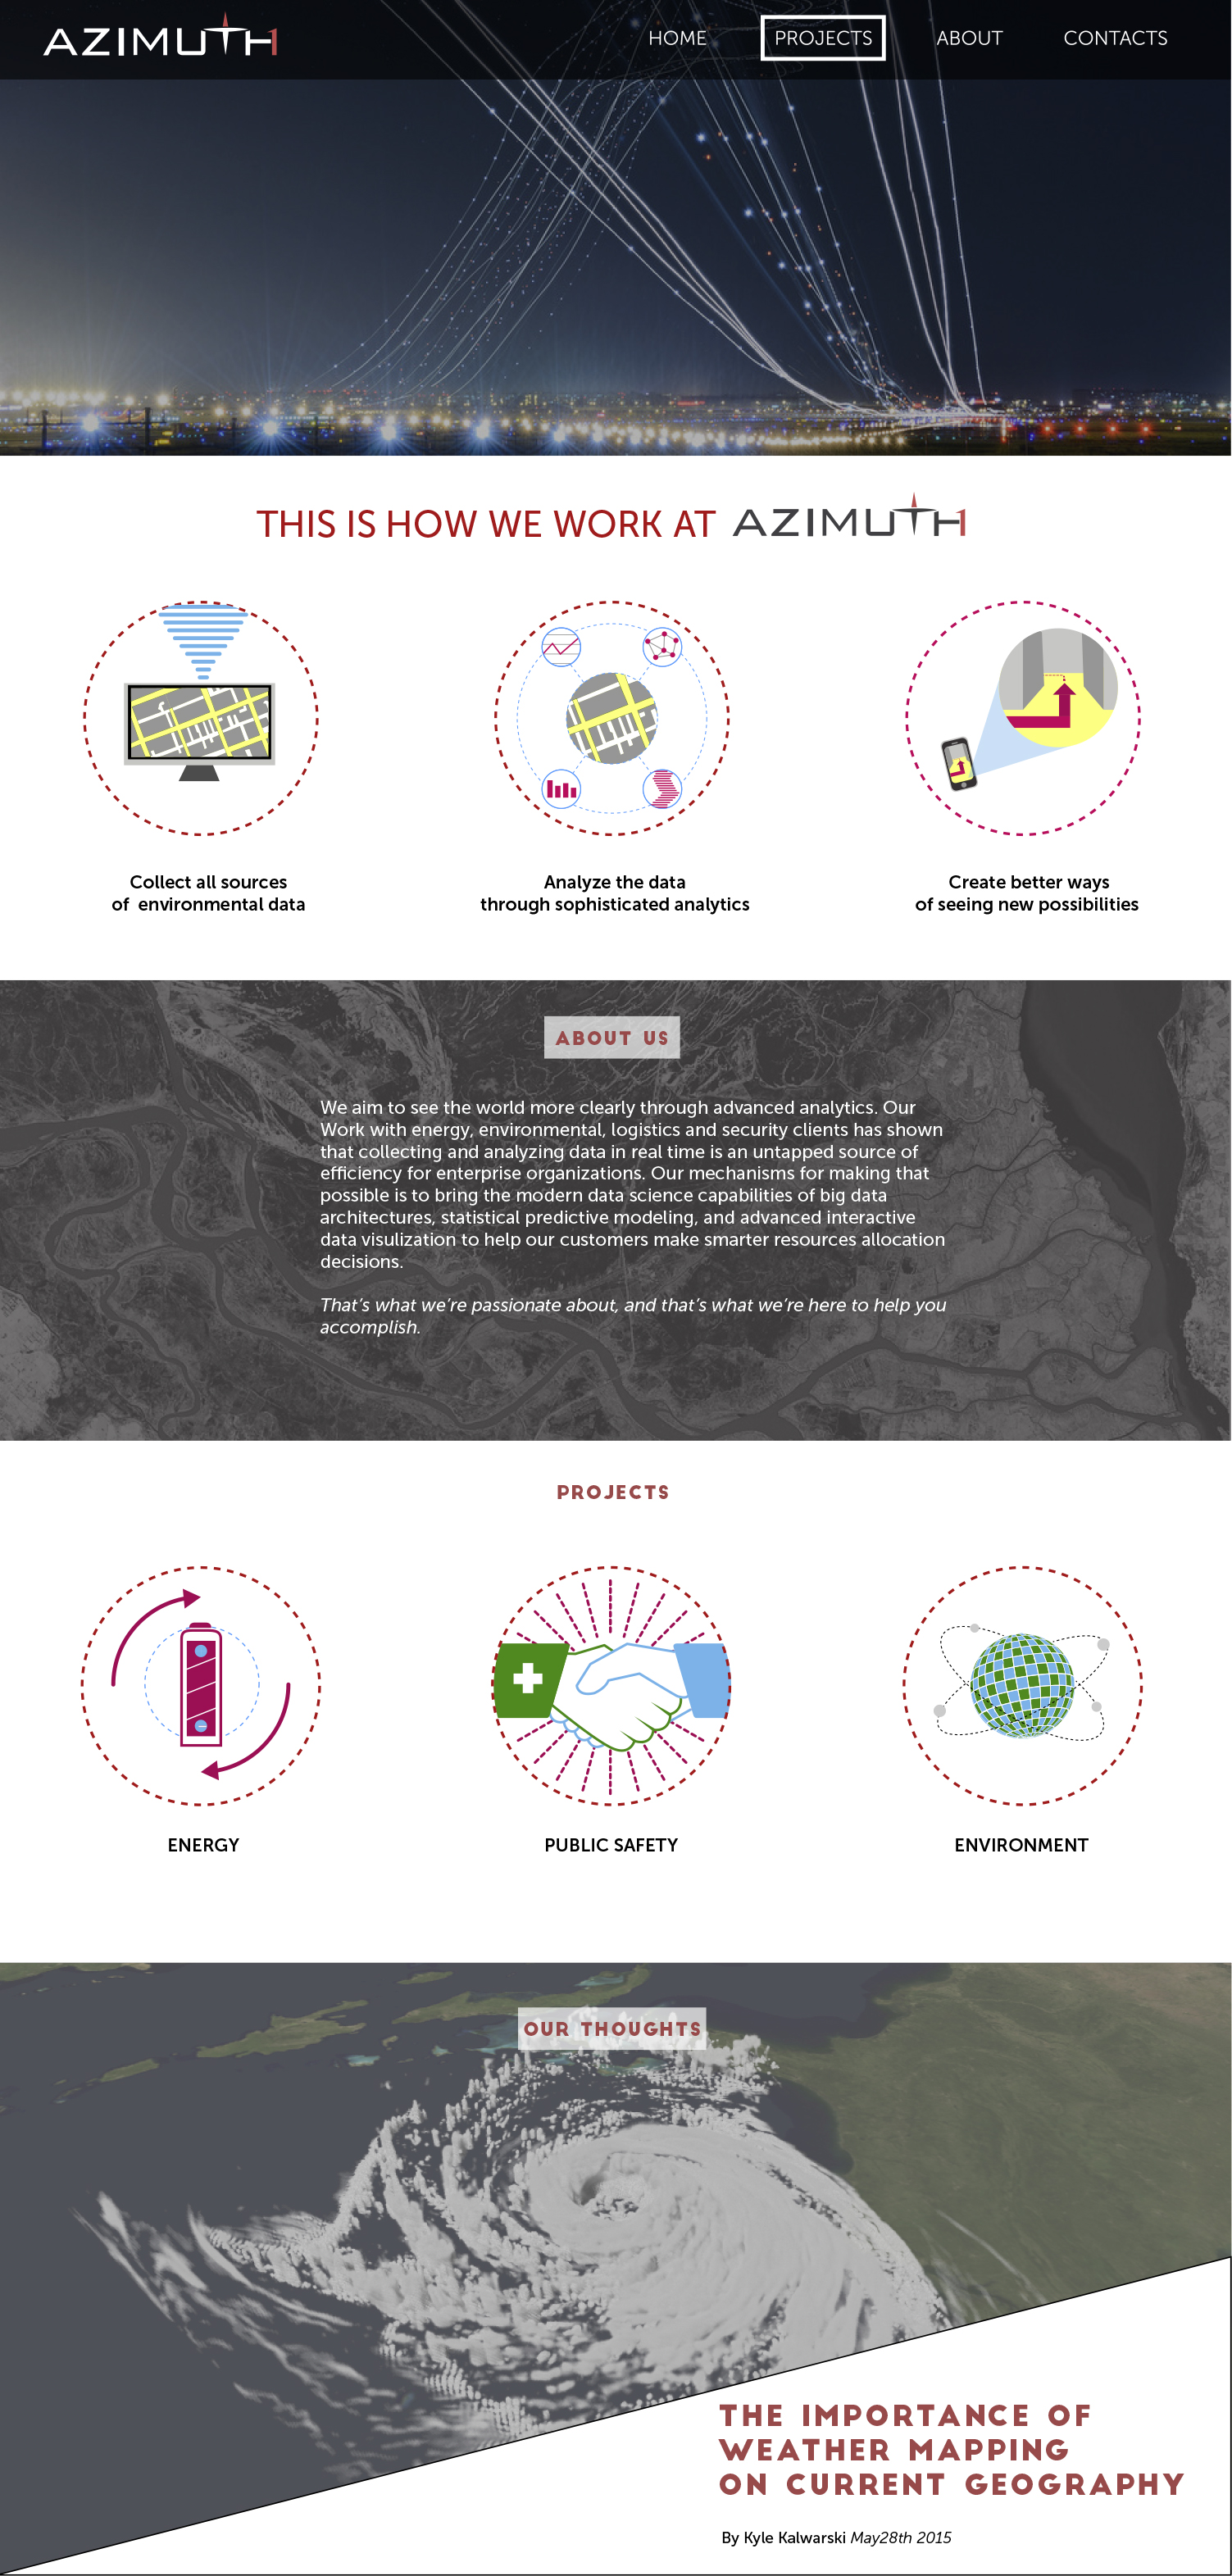 AZIMUTH1
HOME PROJECTS ABOUT CONTACTS
THIS IS HOW WE WORK AT AZIMUTH1
Collect all sources
of environmental data
Analyze the data
through sophisticated analytics
Create better ways
of seeing new possibilities
ABOUT US
We aim to see the world more clearly through advanced analytics. Our
Work with energy, environmental, logistics and security clients has shown
that collecting and analyzing data in real time is an untapped source of
efficiency for enterprise organizations. Our mechanisms for making that
possible is to bring the modern data science capabilities of big data
architectures, statistical predictive modeling, and advanced interactive
data visulization to help our customers make smarter resources allocation
decisions.
That's what we're passionate about, and that's what we're here to help you
accomplish.
PROJECTS
ENERGY
PUBLIC SAFETY
ENVIRONMENT
OUR THOUGHTS
THE IMPORTANCE OF
WEATHER MAPPING
ON CURRENT GEOGRAPHY
By Kyle Kalwarski May28th 2015